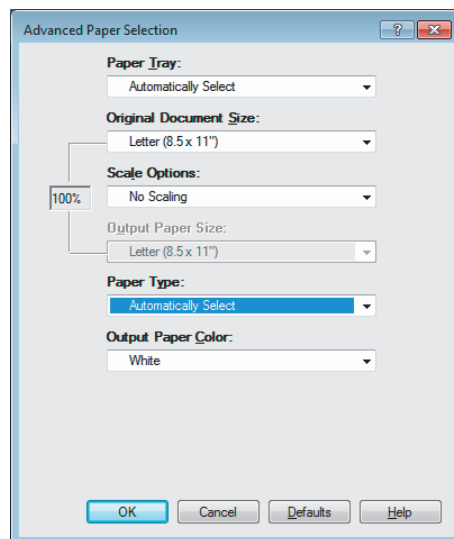 Advanced Paper Selection
Paper Tray:
Automatically Select
Original Document Size:
Letter (8.5 x 11")
Scale Options:
100%
No Scaling
Output Paper Size:
Letter (8.5 x 11")
Paper Type:
Automatically Select
Output Paper Color:
White
OK Cancel Defaults Help